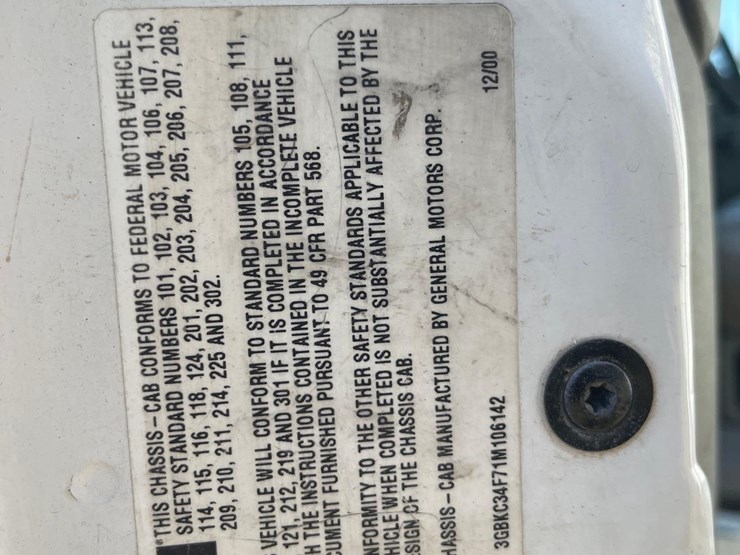 "THIS CHASSIS-CAB CONFORMS TO FEDERAL MOTOR VEHICLE
SAFETY STANDARD NUMBERS 101, 102, 103, 104, 106, 107, 113,
114, 115, 116, 118, 124, 201, 202, 203, 204, 205, 206, 207, 208,
209, 210, 211, 214, 225 AND 302.
VEHICLE WILL CONFORM TO STANDARD NUMBERS 105, 108, 111,
121, 212, 219 AND 301 IF IT IS COMPLETED IN ACCORDANCE
H THE INSTRUCTIONS CONTAINED IN THE INCOMPLETE VEHICLE
CUMENT FURNISHED PURSUANT TO 49 CFR PART 568.
NFORMITY TO THE OTHER SAFETY STANDARDS APPLICABLE TO THIS
HICLE WHEN COMPLETED IS NOT SUBSTANTIALLY AFFECTED BY THE
SIGN OF THE CHASSIS CAB.
HASSIS-CAB MANUFACTURED BY GENERAL MOTORS CORP.
3GBKC34F71M106142 12/00